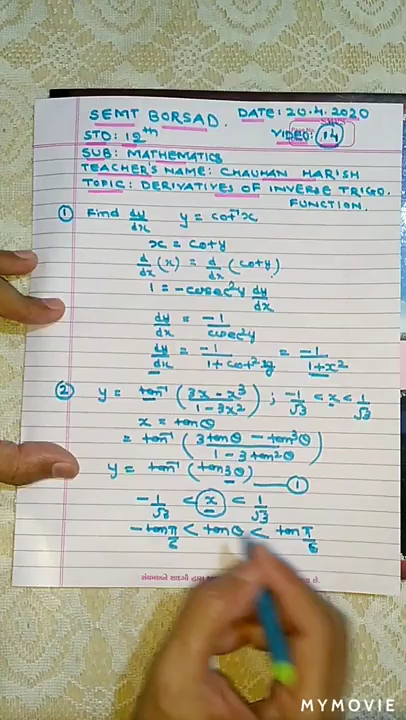 SEMT BORSAD. DATE: 20.4.2020
STD: 12th VIDEO: 14
SUB: MATHEMATICS
TEACHER'S NAME: CHAUHAN HARISH
TOPIC: DERIVATIVES OF INVERSE TRIGO.
FUNCTION.
① Find dy/dx y = cot⁻¹x
x = cot y
d/dx (x) = d/dx (cot y)
1 = -cosec²y dy/dx
dy/dx = -1/cosec²y
dy/dx = -1/(1+cot²y) = -1/(1+x²)
② y = tan⁻¹((3x - x³)/(1 - 3x²)) ; -1/√3 < x < 1/√3
x = tanθ
= tan⁻¹((3tanθ - tan³θ)/(1 - 3tan²θ))
y = tan⁻¹(tan3θ) — ①
-1/√3 < x < 1/√3
-tan π/6 < tanθ < tan π/6
MYMOVIE